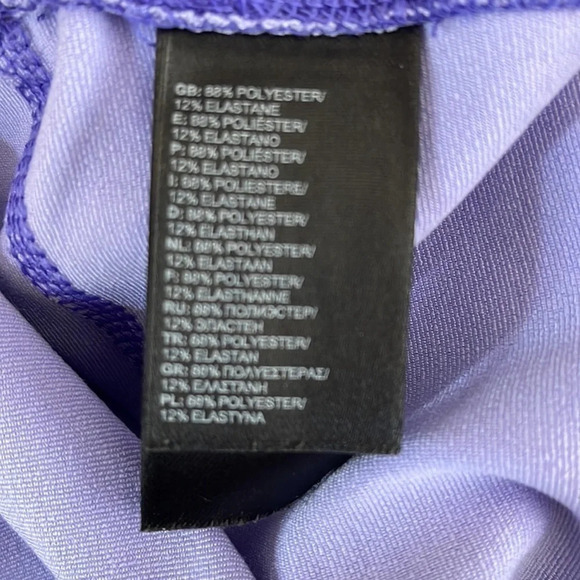 GB: 88% POLYESTER/
12% ELASTANE
E: 88% POLIÉSTER/
12% ELASTANO
P: 88% POLIÉSTER/
12% ELASTANO
I: 88% POLIESTERE/
12% ELASTANE
D: 88% POLYESTER/
12% ELASTHAN
NL: 88% POLYESTER/
12% ELASTAAN
F: 88% POLYESTER/
12% ELASTHANNE
RU: 88% ПОЛИЭСТЕР/
12% ЭЛАСТЕН
TR: 88% POLYESTER/
12% ELASTAN
GR: 88% ΠΟΛΥΕΣΤΕΡΑΣ/
12% ΕΛΑΣΤΑΝΗ
PL: 88% POLYESTER/
12% ELASTYNA